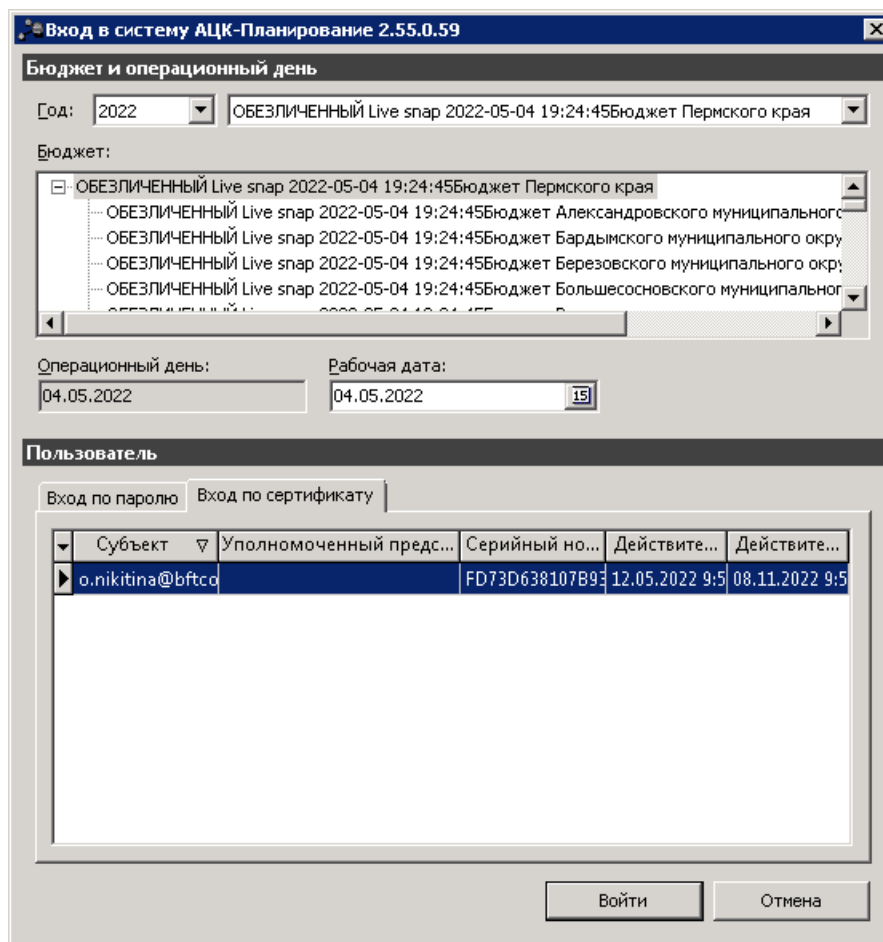 Вход в систему АЦК-Планирование 2.55.0.59
Бюджет и операционный день
Год: 2022 ОБЕЗЛИЧЕННЫЙ Live snap 2022-05-04 19:24:45Бюджет Пермского края
Бюджет:
ОБЕЗЛИЧЕННЫЙ Live snap 2022-05-04 19:24:45Бюджет Пермского края
ОБЕЗЛИЧЕННЫЙ Live snap 2022-05-04 19:24:45Бюджет Александровского муниципального
ОБЕЗЛИЧЕННЫЙ Live snap 2022-05-04 19:24:45Бюджет Бардымского муниципального окру
ОБЕЗЛИЧЕННЫЙ Live snap 2022-05-04 19:24:45Бюджет Березовского муниципального окру
ОБЕЗЛИЧЕННЫЙ Live snap 2022-05-04 19:24:45Бюджет Большесосновского муниципальног
Операционный день: Рабочая дата:
04.05.2022 04.05.2022 15
Пользователь
Вход по паролю Вход по сертификату
Субъект Уполномоченный предс... Серийный но... Действите... Действите...
o.nikitina@bftco FD73D638107B93 12.05.2022 9:5 08.11.2022 9:5
Войти Отмена